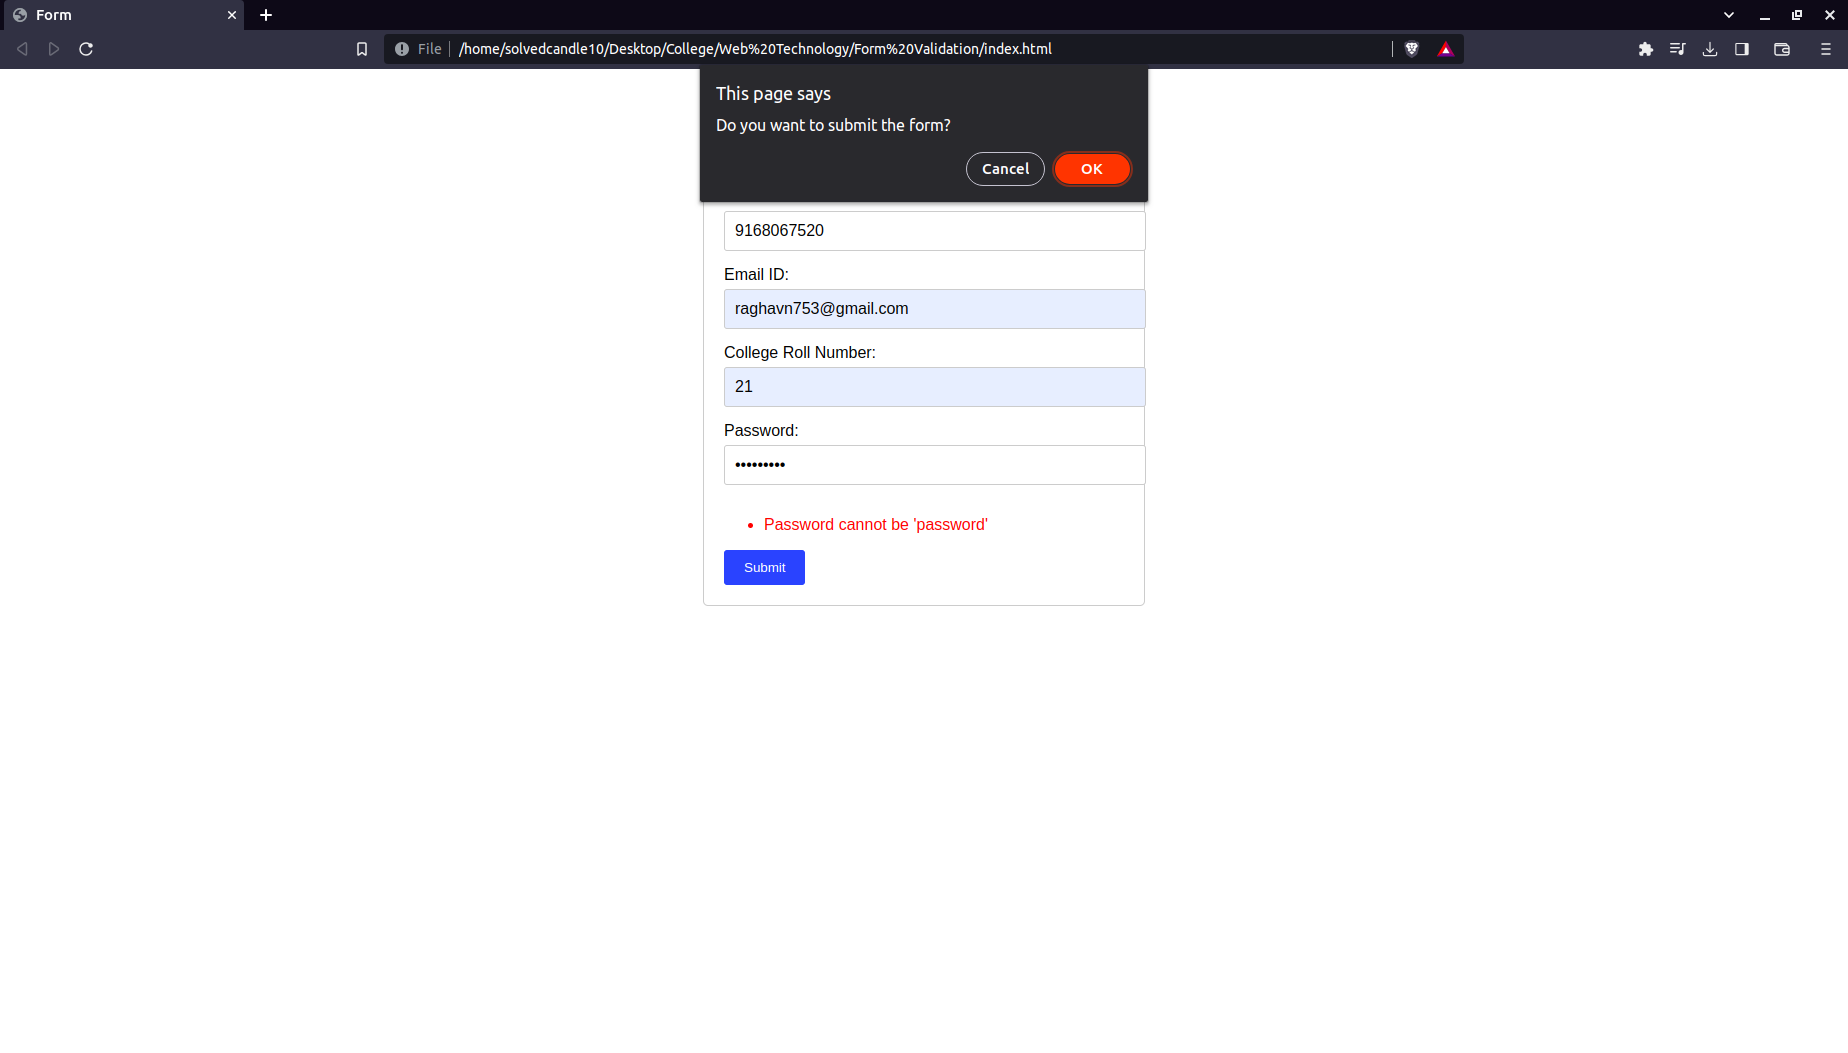 Form
File
/home/solvedcandle10/Desktop/College/Web%20Technology/Form%20Validation/index.html
This page says
Do you want to submit the form?
Cancel
OK
9168067520
Email ID:
raghavn753@gmail.com
College Roll Number:
21
Password:
•••••••••
• Password cannot be 'password'
Submit